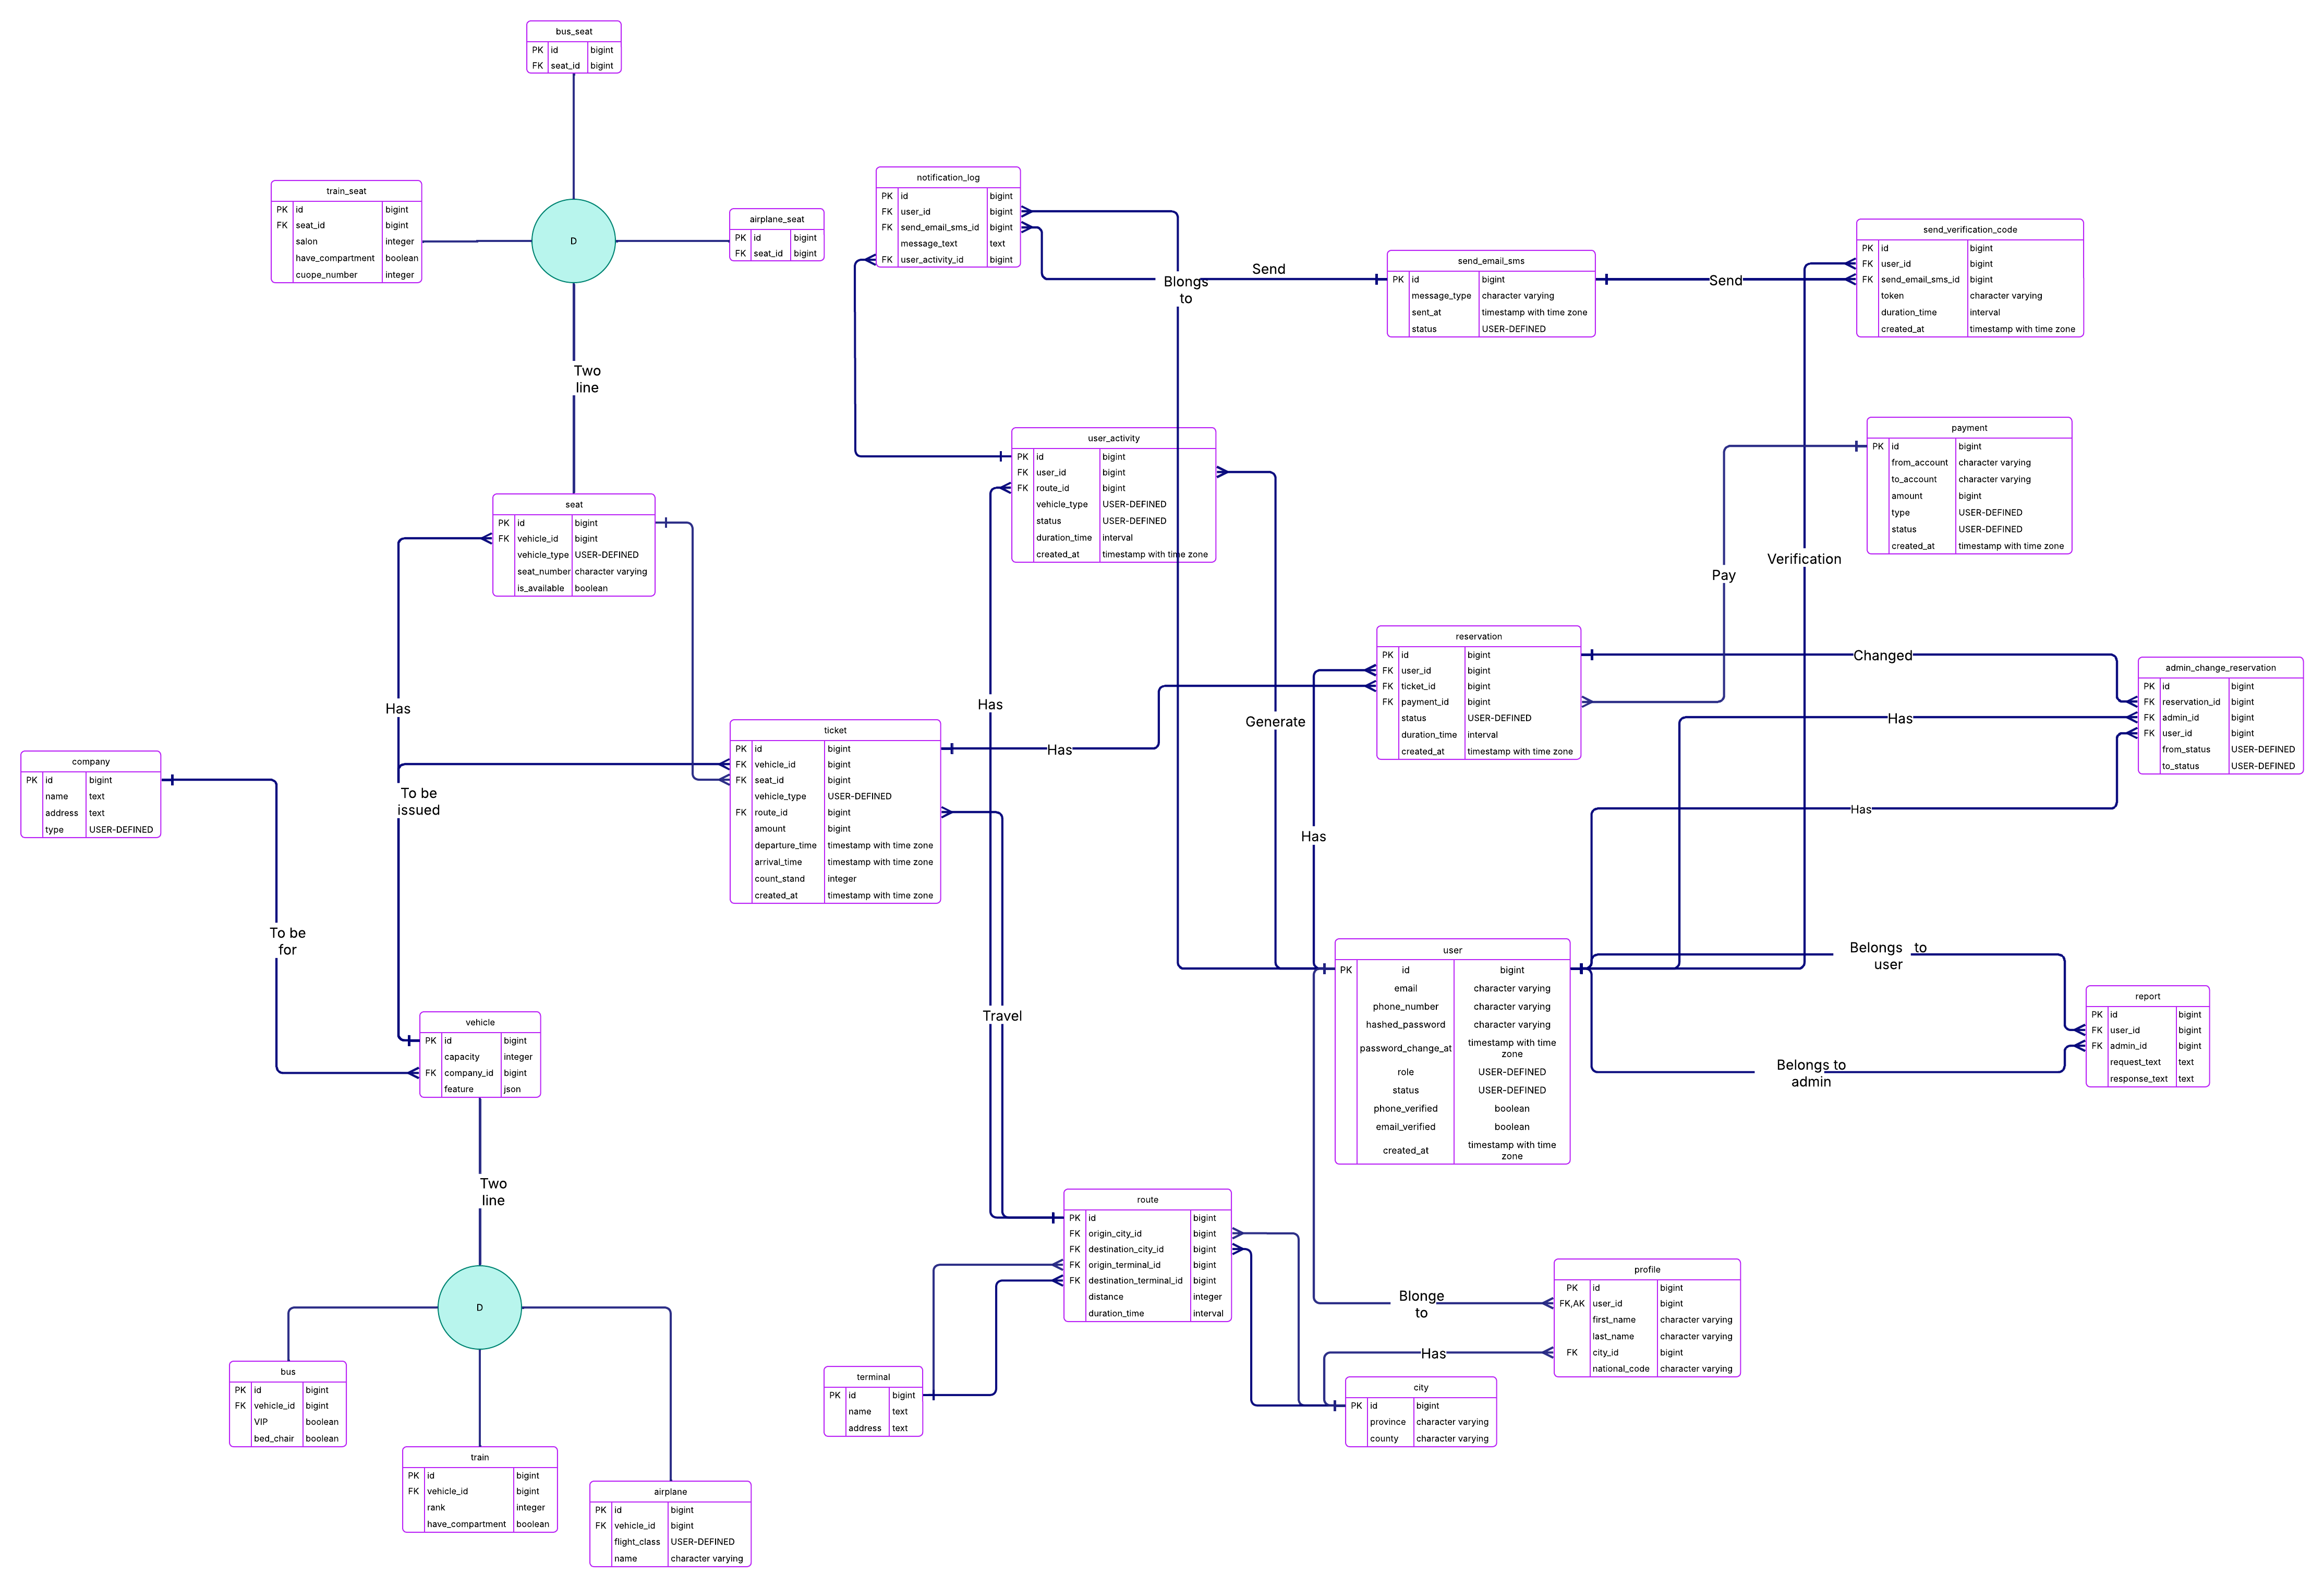 bus_seat
PK id bigint
FK seat_id bigint
train_seat
PK id bigint
FK seat_id bigint
salon integer
have_compartment boolean
cuope_number integer
D
airplane_seat
PK id bigint
FK seat_id bigint
Two
line
notification_log
PK id bigint
FK user_id bigint
FK send_email_sms_id bigint
message_text text
FK user_activity_id bigint
Blongs
to
Send
send_email_sms
PK id bigint
message_type character varying
sent_at timestamp with time zone
status USER-DEFINED
Send
send_verification_code
PK id bigint
FK user_id bigint
FK send_email_sms_id bigint
token character varying
duration_time interval
created_at timestamp with time zone
seat
PK id bigint
FK vehicle_id bigint
vehicle_type USER-DEFINED
seat_number character varying
is_available boolean
user_activity
PK id bigint
FK user_id bigint
FK route_id bigint
vehicle_type USER-DEFINED
status USER-DEFINED
duration_time interval
created_at timestamp with time zone
payment
PK id bigint
from_account character varying
to_account character varying
amount bigint
type USER-DEFINED
status USER-DEFINED
created_at timestamp with time zone
Verification
Pay
reservation
PK id bigint
FK user_id bigint
FK ticket_id bigint
FK payment_id bigint
status USER-DEFINED
duration_time interval
created_at timestamp with time zone
Changed
admin_change_reservation
PK id bigint
FK reservation_id bigint
FK admin_id bigint
FK user_id bigint
from_status USER-DEFINED
to_status USER-DEFINED
Has
Has
Has
Has
Generate
Has
Has
To be
issued
ticket
PK id bigint
FK vehicle_id bigint
FK seat_id bigint
vehicle_type USER-DEFINED
FK route_id bigint
amount bigint
departure_time timestamp with time zone
arrival_time timestamp with time zone
count_stand integer
created_at timestamp with time zone
company
PK id bigint
name text
address text
type USER-DEFINED
To be
for
user
PK id bigint
email character varying
phone_number character varying
hashed_password character varying
password_change_at timestamp with time
zone
role USER-DEFINED
status USER-DEFINED
phone_verified boolean
email_verified boolean
created_at timestamp with time
zone
Belongs to
user
Belongs to
admin
report
PK id bigint
FK user_id bigint
FK admin_id bigint
request_text text
response_text text
Travel
vehicle
PK id bigint
capacity integer
FK company_id bigint
feature json
Two
line
D
route
PK id bigint
FK origin_city_id bigint
FK destination_city_id bigint
FK origin_terminal_id bigint
FK destination_terminal_id bigint
distance integer
duration_time interval
Blonge
to
Has
profile
PK id bigint
FK,AK user_id bigint
first_name character varying
last_name character varying
FK city_id bigint
national_code character varying
bus
PK id bigint
FK vehicle_id bigint
VIP boolean
bed_chair boolean
terminal
PK id bigint
name text
address text
city
PK id bigint
province character varying
county character varying
train
PK id bigint
FK vehicle_id bigint
rank integer
have_compartment boolean
airplane
PK id bigint
FK vehicle_id bigint
flight_class USER-DEFINED
name character varying